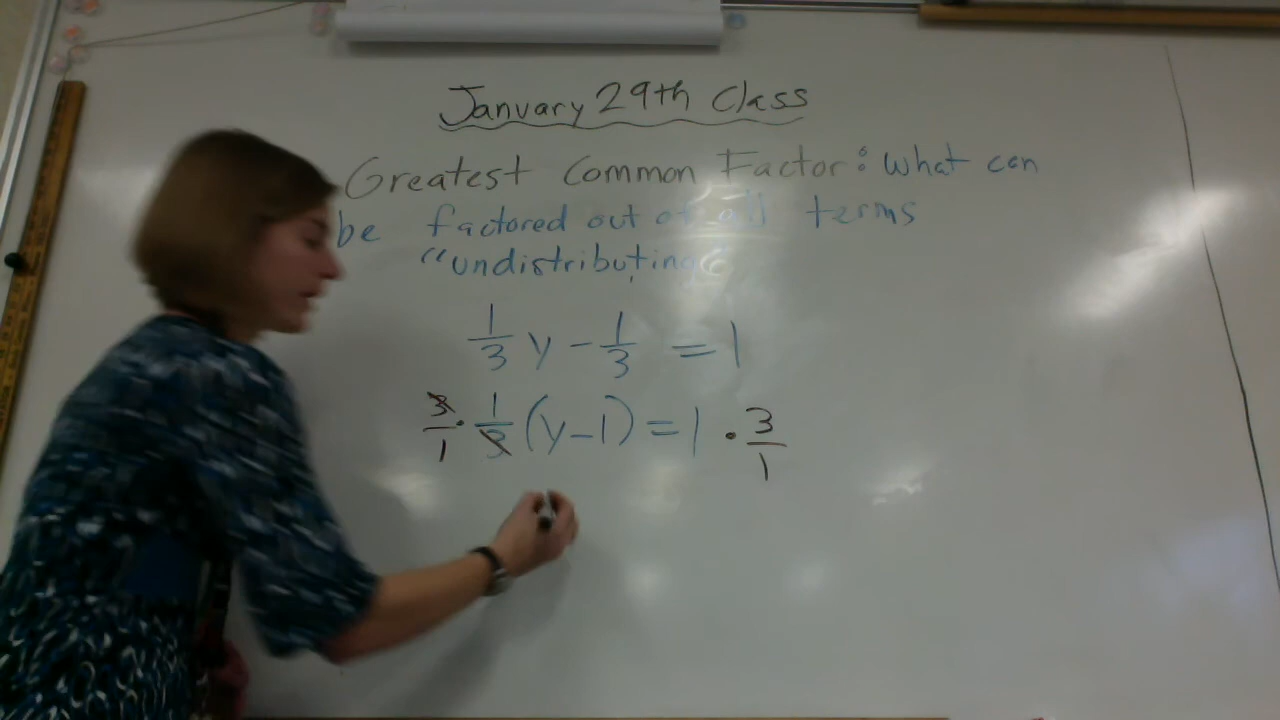 January 29th Class
Greatest Common Factor: What can
be factored out of all terms
"undistributing"
1/3 y - 1/3 = 1
3/1 · 1/3 (y-1) = 1 · 3/1